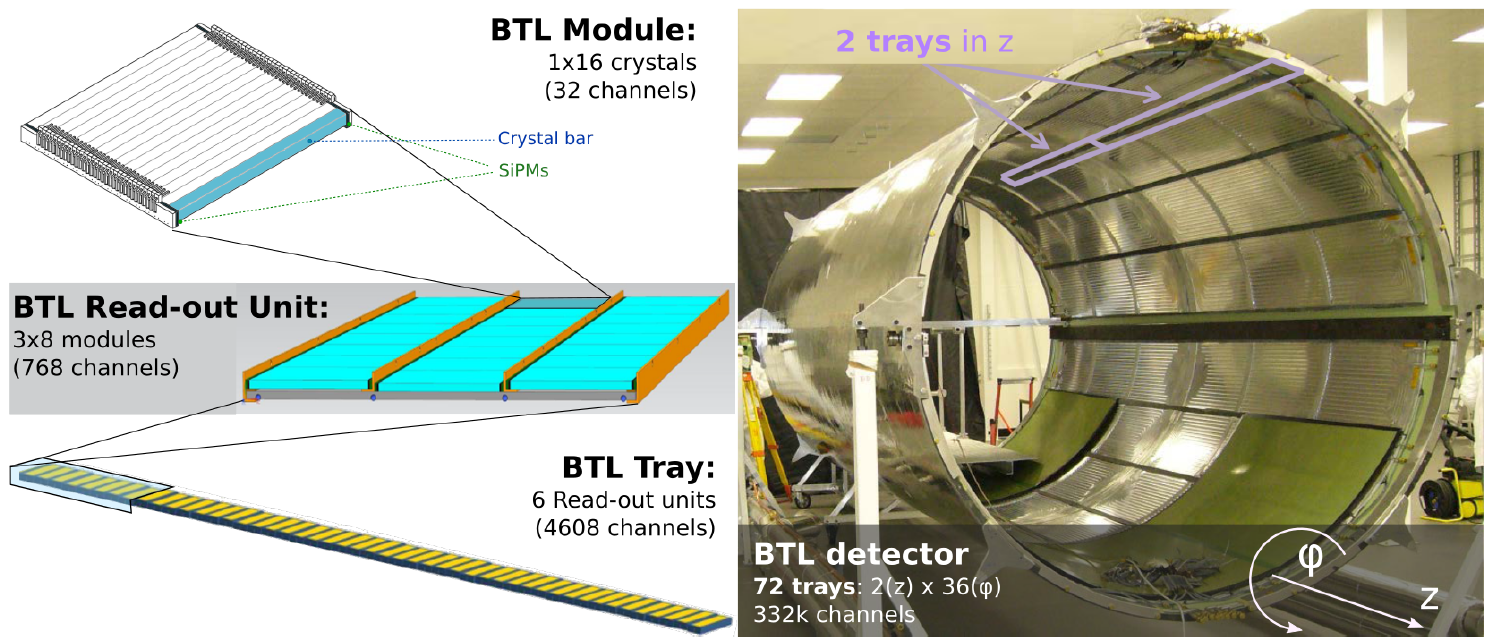 BTL Module:
1x16 crystals
(32 channels)
Crystal bar
SiPMs
BTL Read-out Unit:
3x8 modules
(768 channels)
BTL Tray:
6 Read-out units
(4608 channels)
2 trays in z
BTL detector
72 trays: 2(z) x 36(φ)
332k channels
φ
z